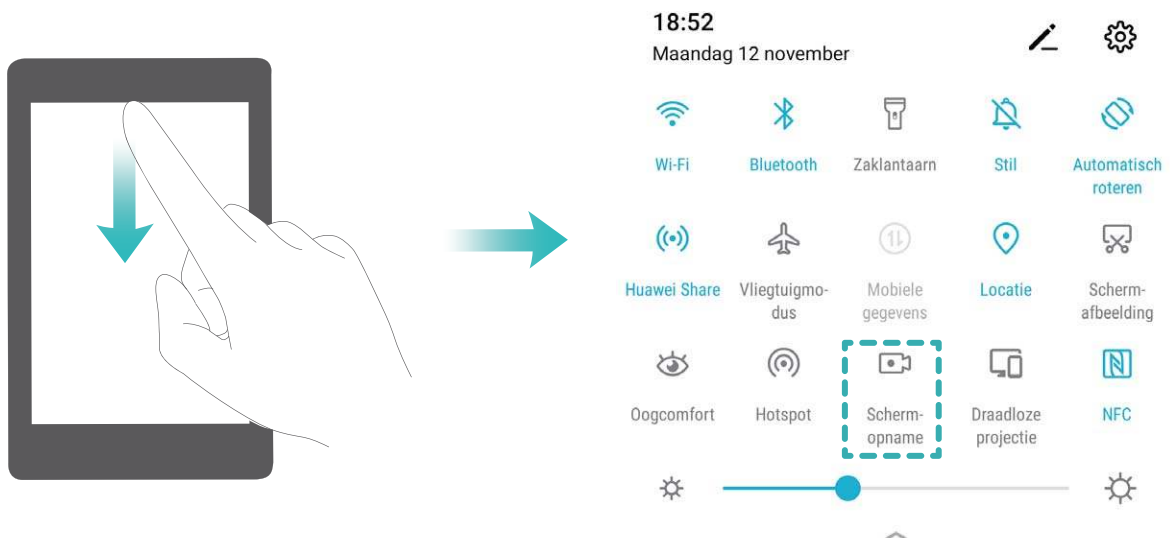 18:52
Maandag 12 november
Wi-Fi Bluetooth Zaklantaarn Stil Automatisch
roteren
Huawei Share Vliegtuigmo- Mobiele Locatie Scherm-
dus gegevens afbeelding
Oogcomfort Hotspot Scherm- Draadloze NFC
opname projectie